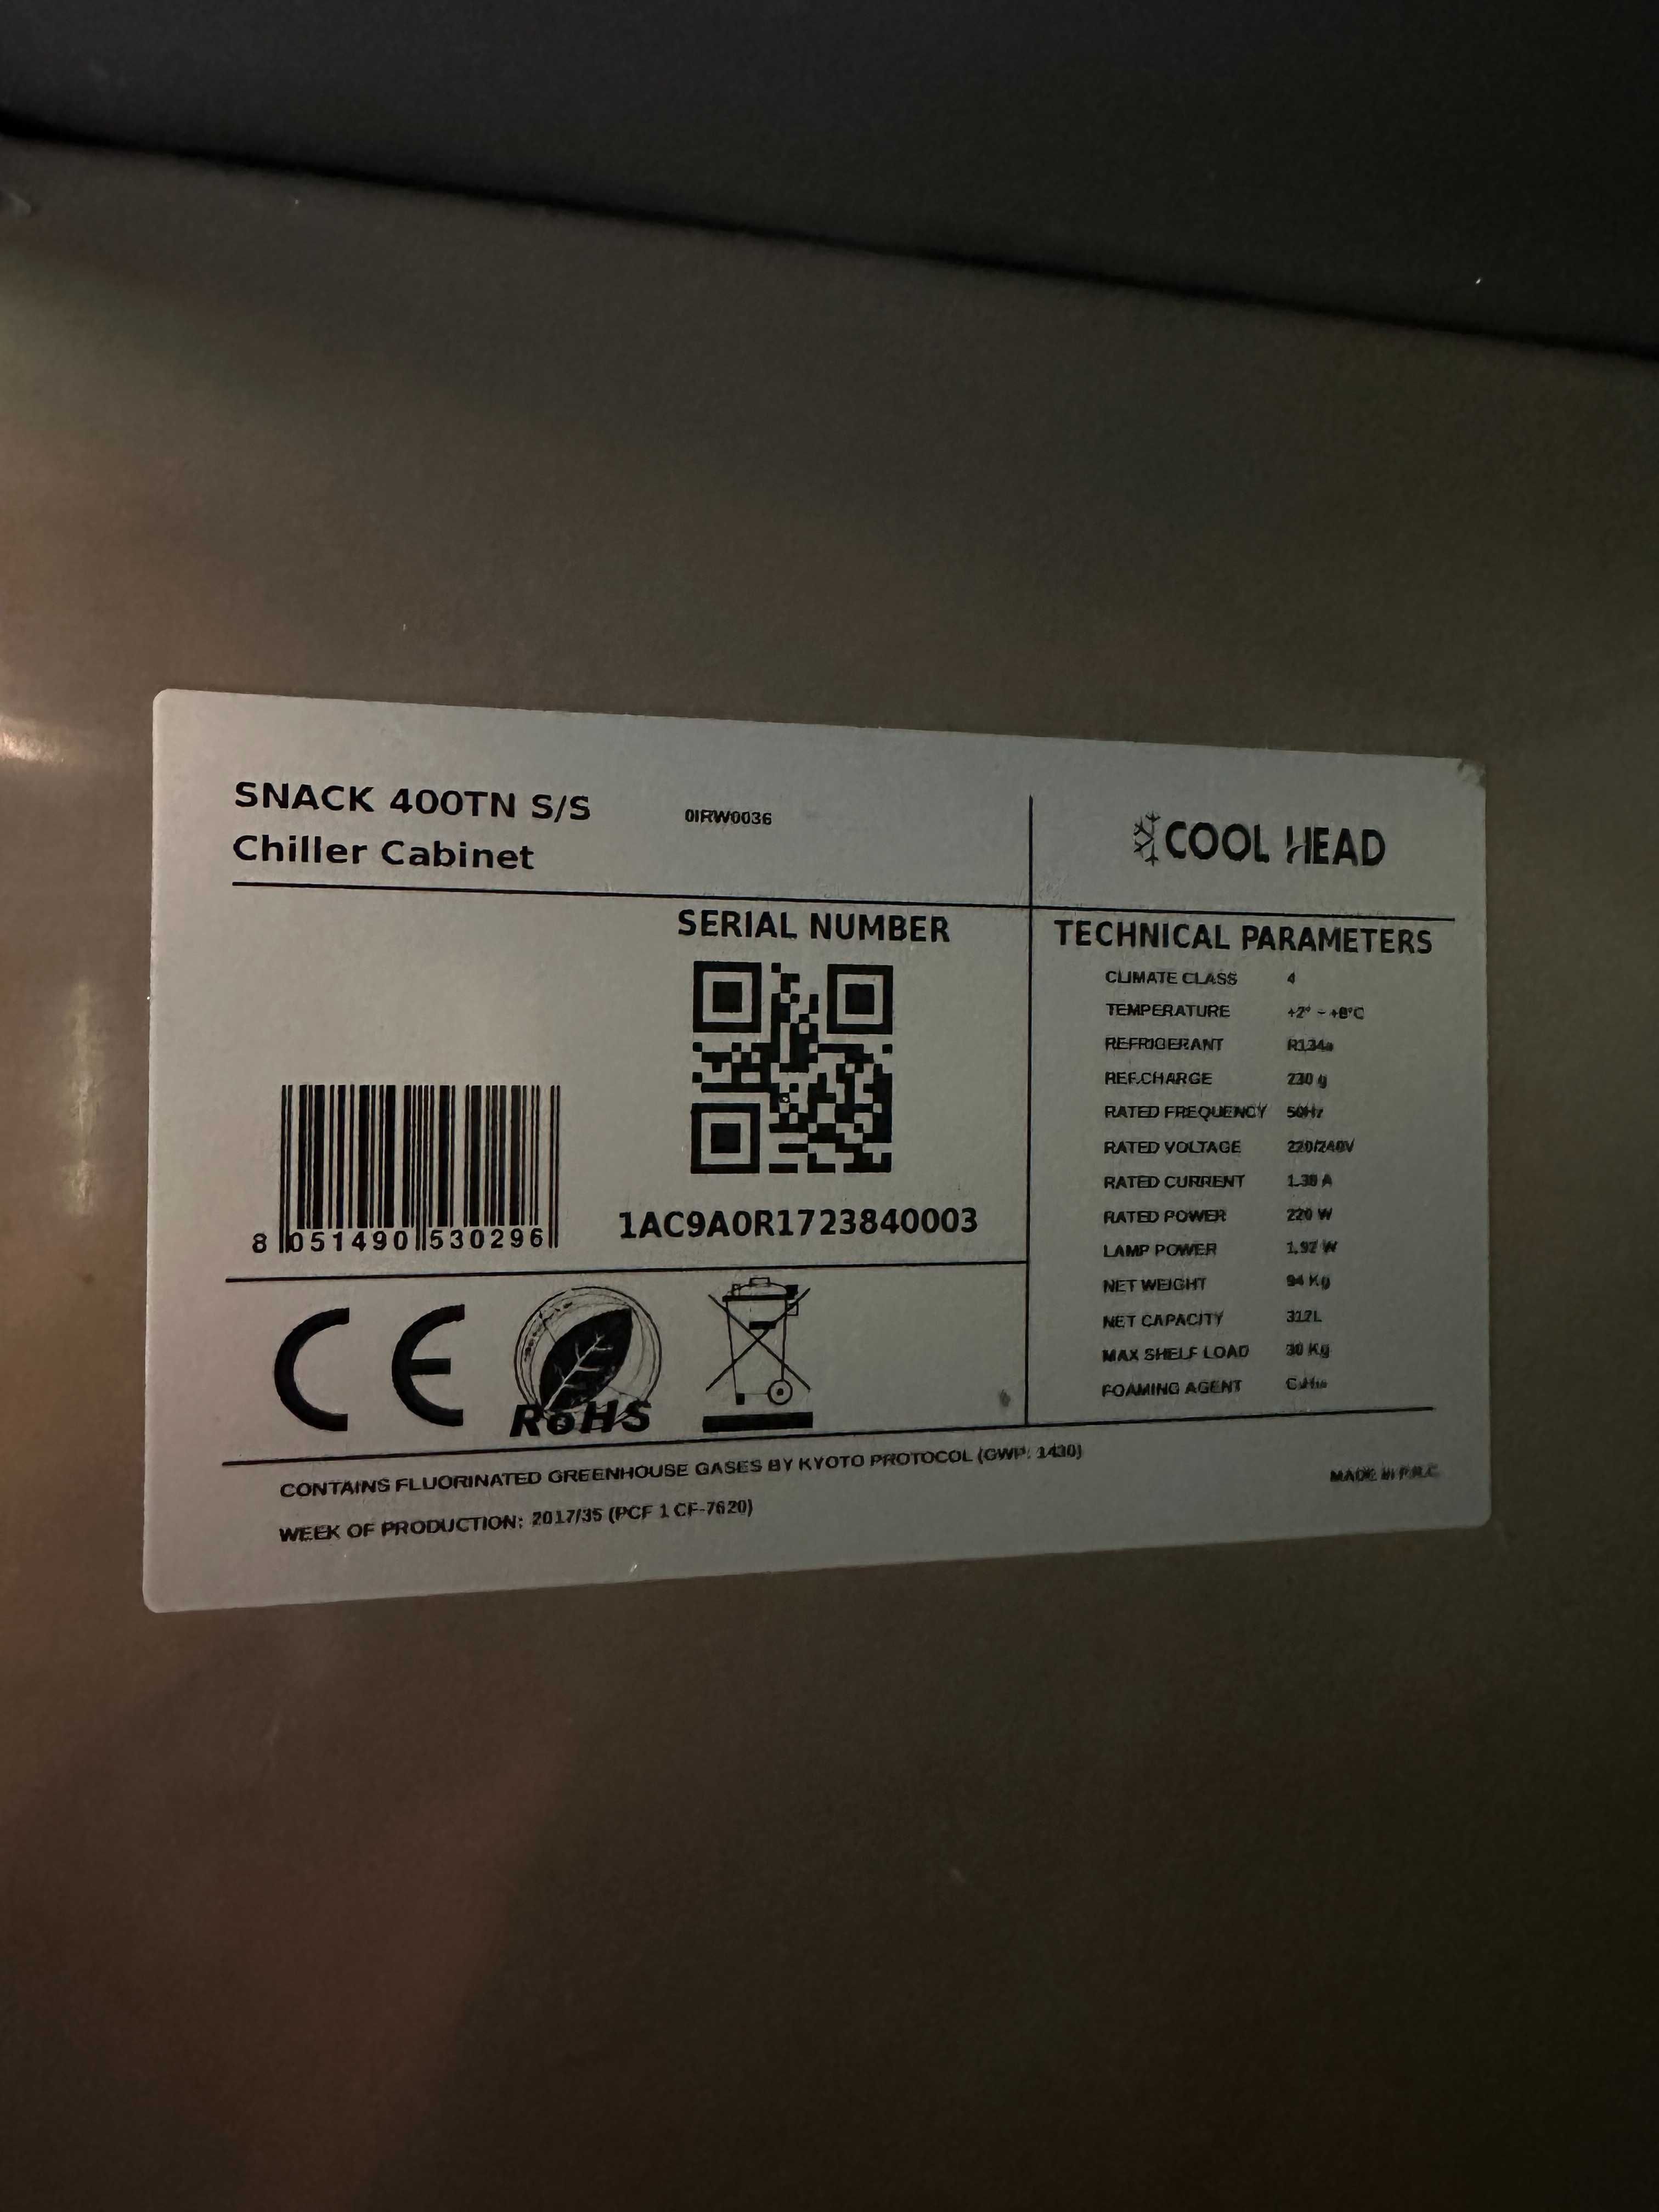 SNACK 400TN S/S
0IRW0036
Chiller Cabinet
COOL HEAD
SERIAL NUMBER
1AC9A0R1723840003
8 051490 530296
RoHS
TECHNICAL PARAMETERS
CLIMATE CLASS 4
TEMPERATURE +2° ~ +8°C
REFRIGERANT R134a
REF.CHARGE 230 g
RATED FREQUENCY 50Hz
RATED VOLTAGE 220/240V
RATED CURRENT
RATED POWER 220 W
LAMP POWER 1.92 W
NET WEIGHT 94 Kg
NET CAPACITY
MAX SHELF LOAD 30 Kg
FOAMING AGENT
CONTAINS FLUORINATED GREENHOUSE GASES BY KYOTO PROTOCOL (GWP: 1430)
MADE IN P.R.C.
WEEK OF PRODUCTION: 2017/35 (PCF 1 CF-7620)